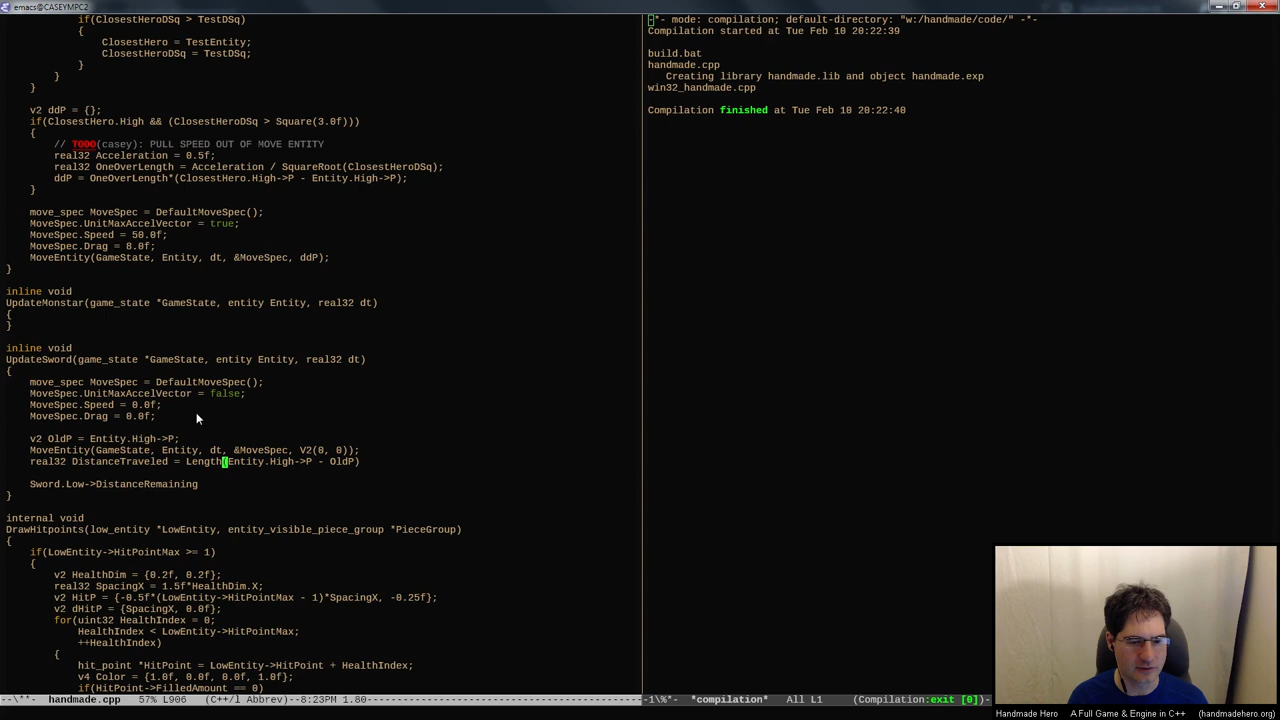 emacs@CASEYMPC2
if(ClosestHeroDSq > TestDSq)
{
ClosestHero = TestEntity;
ClosestHeroDSq = TestDSq;
}
}
}
v2 ddP = {};
if(ClosestHero.High && (ClosestHeroDSq > Square(3.0f)))
{
// TODO(casey): PULL SPEED OUT OF MOVE ENTITY
real32 Acceleration = 0.5f;
real32 OneOverLength = Acceleration / SquareRoot(ClosestHeroDSq);
ddP = OneOverLength*(ClosestHero.High->P - Entity.High->P);
}
move_spec MoveSpec = DefaultMoveSpec();
MoveSpec.UnitMaxAccelVector = true;
MoveSpec.Speed = 50.0f;
MoveSpec.Drag = 8.0f;
MoveEntity(GameState, Entity, dt, &MoveSpec, ddP);
}
inline void
UpdateMonstar(game_state *GameState, entity Entity, real32 dt)
{
}
inline void
UpdateSword(game_state *GameState, entity Entity, real32 dt)
{
move_spec MoveSpec = DefaultMoveSpec();
MoveSpec.UnitMaxAccelVector = false;
MoveSpec.Speed = 0.0f;
MoveSpec.Drag = 0.0f;
v2 OldP = Entity.High->P;
MoveEntity(GameState, Entity, dt, &MoveSpec, V2(0, 0));
real32 DistanceTraveled = Length(Entity.High->P - OldP)
Sword.Low->DistanceRemaining
}
internal void
DrawHitpoints(low_entity *LowEntity, entity_visible_piece_group *PieceGroup)
{
if(LowEntity->HitPointMax >= 1)
{
v2 HealthDim = {0.2f, 0.2f};
real32 SpacingX = 1.5f*HealthDim.X;
v2 HitP = {-0.5f*(LowEntity->HitPointMax - 1)*SpacingX, -0.25f};
v2 dHitP = {SpacingX, 0.0f};
for(uint32 HealthIndex = 0;
HealthIndex < LowEntity->HitPointMax;
++HealthIndex)
{
hit_point *HitPoint = LowEntity->HitPoint + HealthIndex;
v4 Color = {1.0f, 0.0f, 0.0f, 1.0f};
if(HitPoint->FilledAmount == 0)
--\**- handmade.cpp 57% L906 (C++/l Abbrev)--8:23PM 1.80
-*- mode: compilation; default-directory: "w:/handmade/code/" -*-
Compilation started at Tue Feb 10 20:22:39
build.bat
handmade.cpp
Creating library handmade.lib and object handmade.exp
win32_handmade.cpp
Compilation finished at Tue Feb 10 20:22:40
-1\%*- *compilation* All L1 (Compilation:exit [0])
Handmade Hero A Full Game & Engine in C++ (handmadehero.org)